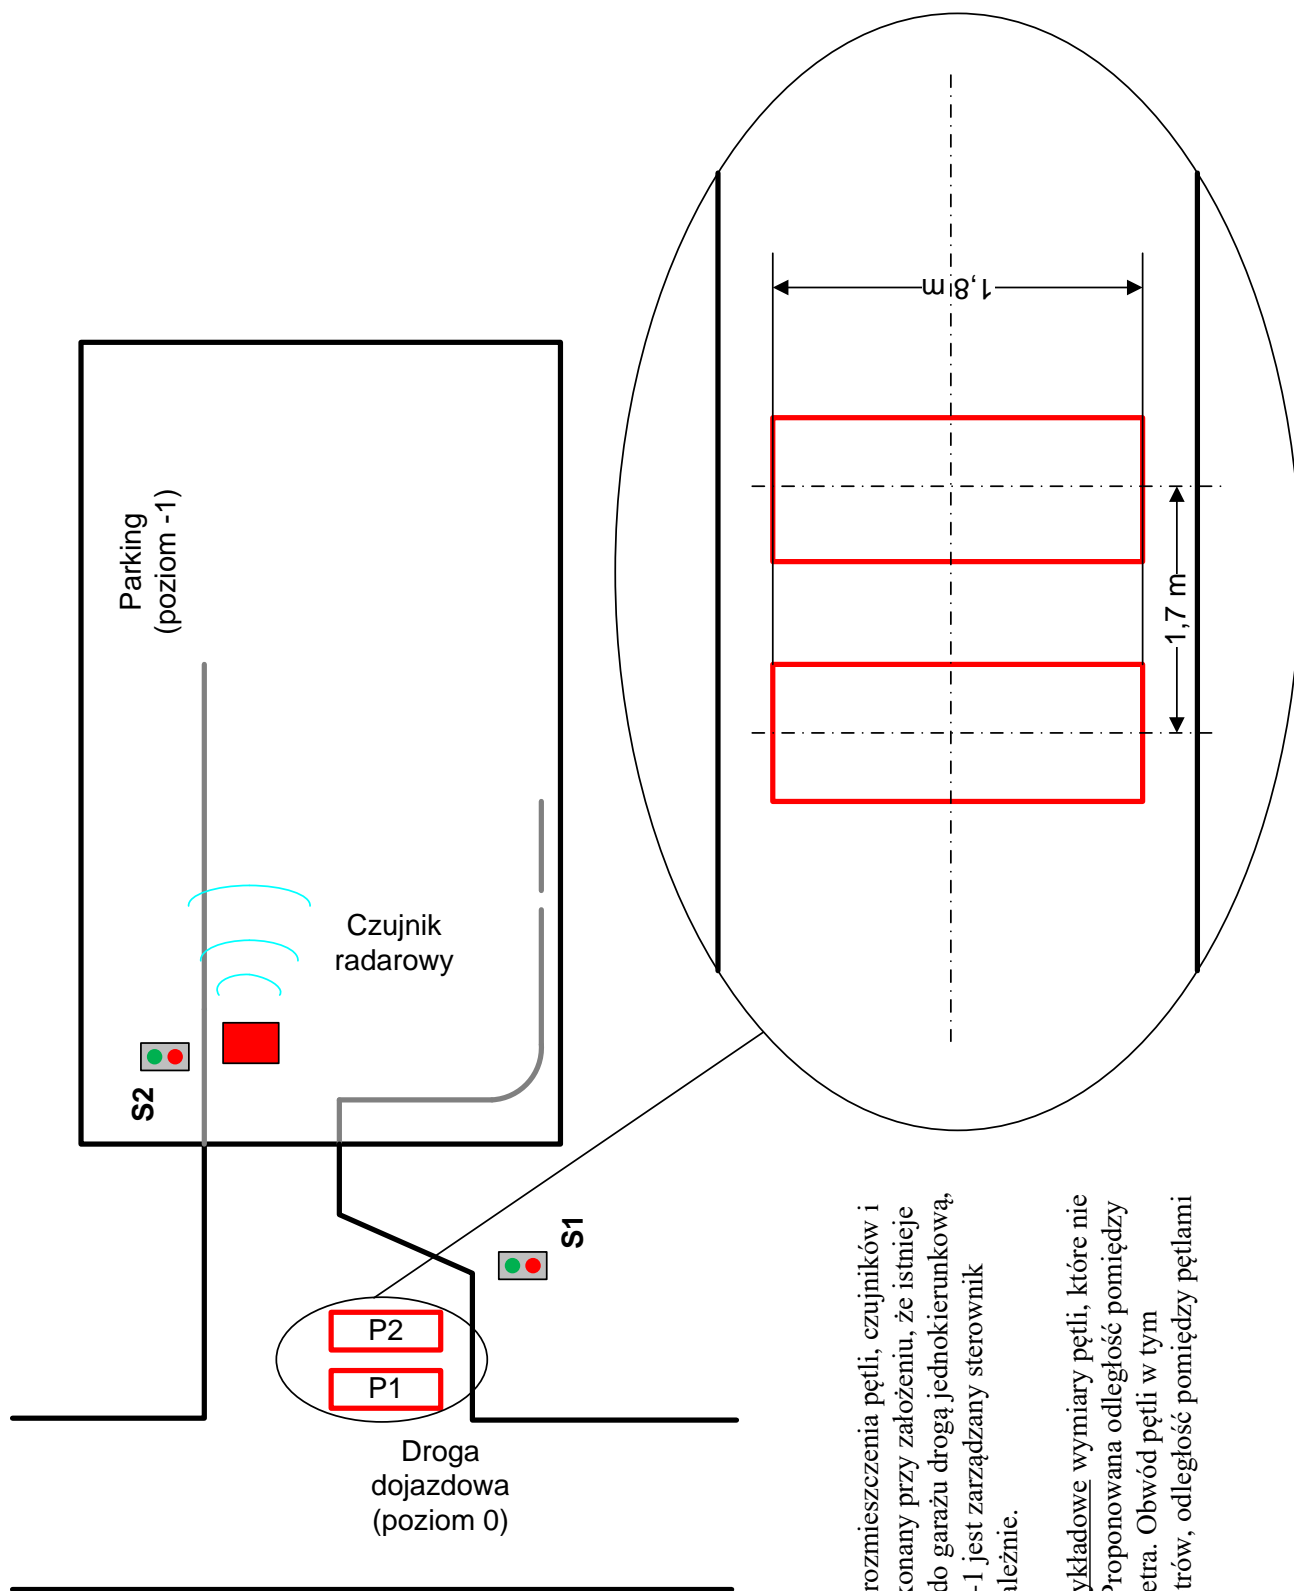 Parking
(poziom -1)
Czujnik
radarowy
S2
S1
P2
P1
Droga
dojazdowa
(poziom 0)
1,8 m
1,7 m
rozmieszczenia pętli, czujników i
konany przy założeniu, że istnieje
do garażu drogą jednokierunkową,
-1 jest zarządzany sterownik
ależnie.
ykładowe wymiary pętli, które nie
Proponowana odległość pomiędzy
etra. Obwód pętli w tym
trów, odległość pomiędzy pętlami